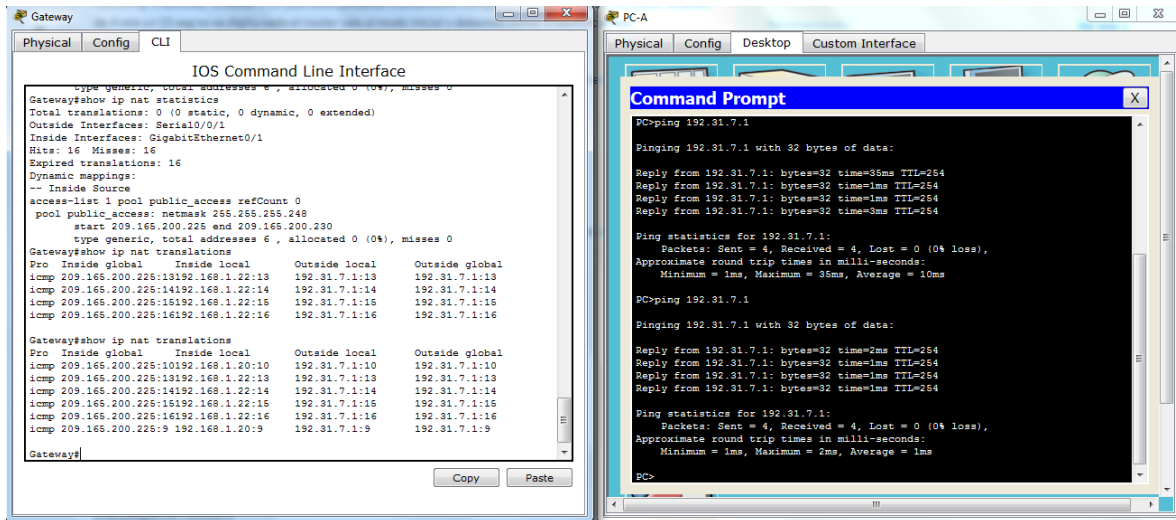 Gateway
Physical Config CLI
IOS Command Line Interface
type generic, total addresses 6 , allocated 0 (0%), misses 0
Gateway#show ip nat statistics
Total translations: 0 (0 static, 0 dynamic, 0 extended)
Outside Interfaces: Serial0/0/1
Inside Interfaces: GigabitEthernet0/1
Hits: 16 Misses: 16
Expired translations: 16
Dynamic mappings:
-- Inside Source
access-list 1 pool public_access refCount 0
pool public_access: netmask 255.255.255.248
start 209.165.200.225 end 209.165.200.230
type generic, total addresses 6 , allocated 0 (0%), misses 0
Gateway#show ip nat translations
Pro Inside global Inside local Outside local Outside global
icmp 209.165.200.225:13192.168.1.22:13 192.31.7.1:13 192.31.7.1:13
icmp 209.165.200.225:14192.168.1.22:14 192.31.7.1:14 192.31.7.1:14
icmp 209.165.200.225:15192.168.1.22:15 192.31.7.1:15 192.31.7.1:15
icmp 209.165.200.225:16192.168.1.22:16 192.31.7.1:16 192.31.7.1:16
Gateway#show ip nat translations
Pro Inside global Inside local Outside local Outside global
icmp 209.165.200.225:10192.168.1.20:10 192.31.7.1:10 192.31.7.1:10
icmp 209.165.200.225:13192.168.1.22:13 192.31.7.1:13 192.31.7.1:13
icmp 209.165.200.225:14192.168.1.22:14 192.31.7.1:14 192.31.7.1:14
icmp 209.165.200.225:15192.168.1.22:15 192.31.7.1:15 192.31.7.1:15
icmp 209.165.200.225:16192.168.1.22:16 192.31.7.1:16 192.31.7.1:16
icmp 209.165.200.225:9 192.168.1.20:9 192.31.7.1:9 192.31.7.1:9
Gateway#
Copy Paste
PC-A
Physical Config Desktop Custom Interface
Command Prompt X
PC>ping 192.31.7.1
Pinging 192.31.7.1 with 32 bytes of data:
Reply from 192.31.7.1: bytes=32 time=35ms TTL=254
Reply from 192.31.7.1: bytes=32 time=1ms TTL=254
Reply from 192.31.7.1: bytes=32 time=1ms TTL=254
Reply from 192.31.7.1: bytes=32 time=3ms TTL=254
Ping statistics for 192.31.7.1:
Packets: Sent = 4, Received = 4, Lost = 0 (0% loss),
Approximate round trip times in milli-seconds:
Minimum = 1ms, Maximum = 35ms, Average = 10ms
PC>ping 192.31.7.1
Pinging 192.31.7.1 with 32 bytes of data:
Reply from 192.31.7.1: bytes=32 time=2ms TTL=254
Reply from 192.31.7.1: bytes=32 time=1ms TTL=254
Reply from 192.31.7.1: bytes=32 time=1ms TTL=254
Reply from 192.31.7.1: bytes=32 time=1ms TTL=254
Ping statistics for 192.31.7.1:
Packets: Sent = 4, Received = 4, Lost = 0 (0% loss),
Approximate round trip times in milli-seconds:
Minimum = 1ms, Maximum = 2ms, Average = 1ms
PC>